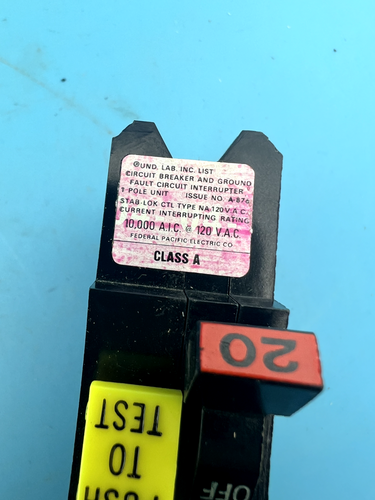 UND. LAB. INC. LIST
CIRCUIT BREAKER AND GROUND
FAULT CIRCUIT INTERRUPTER
1-POLE UNIT ISSUE NO. A-876
STAB-LOK CTL TYPE NA 120V A.C.
CURRENT INTERRUPTING RATING
10,000 A.I.C. @ 120 V.A.C.
FEDERAL PACIFIC ELECTRIC CO
CLASS A
20
OFF
PUSH
TO
TEST